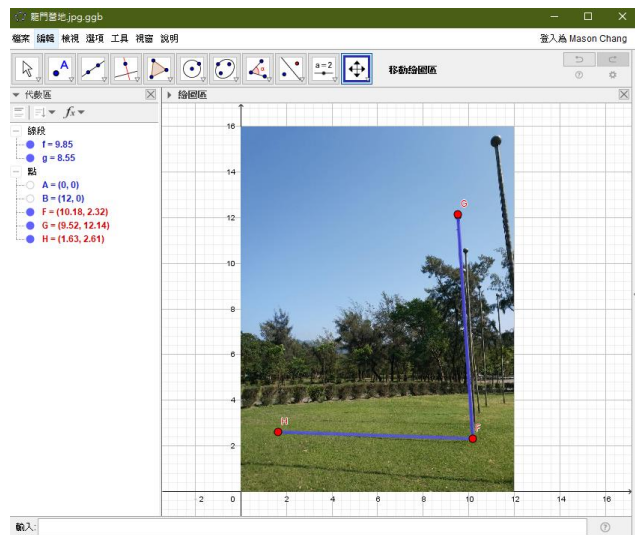 龍門營地.jpg.ggb
檔案 編輯 檢視 選項 工具 視窗 說明
登入為 Mason Chang
A
a = 2
移動繪圖區
代數區
繪圖區
fx
線段
f = 9.85
g = 8.55
點
A = (0, 0)
B = (12, 0)
F = (10.18, 2.32)
G = (9.52, 12.14)
H = (1.63, 2.61)
16
14
12
G
10
8
6
4
H
F
2
2 0 2 4 6 8 10 12 14 16
輸入: